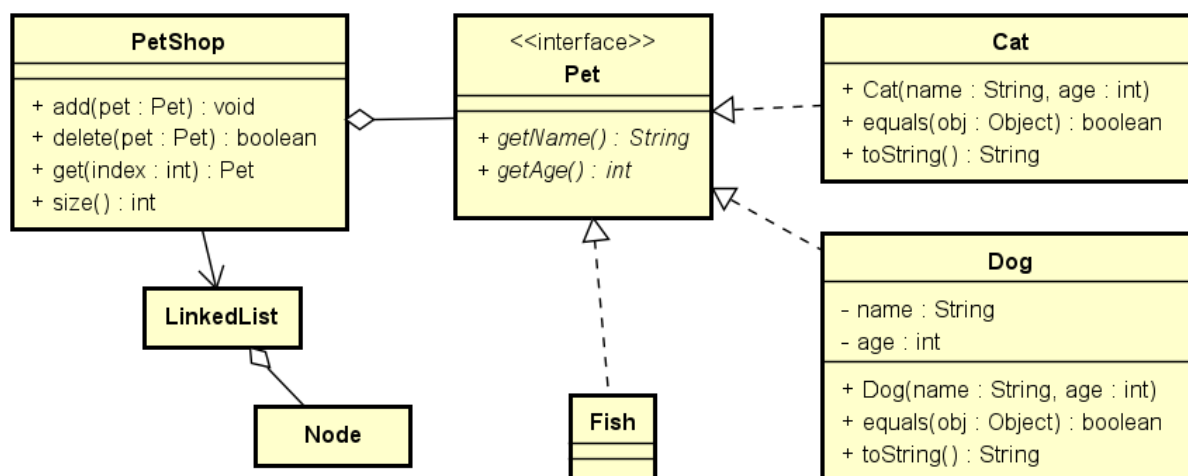 PetShop
+ add(pet : Pet) : void
+ delete(pet : Pet) : boolean
+ get(index : int) : Pet
+ size() : int
<<interface>>
Pet
+ getName() : String
+ getAge() : int
Cat
+ Cat(name : String, age : int)
+ equals(obj : Object) : boolean
+ toString() : String
Dog
- name : String
- age : int
+ Dog(name : String, age : int)
+ equals(obj : Object) : boolean
+ toString() : String
LinkedList
Node
Fish